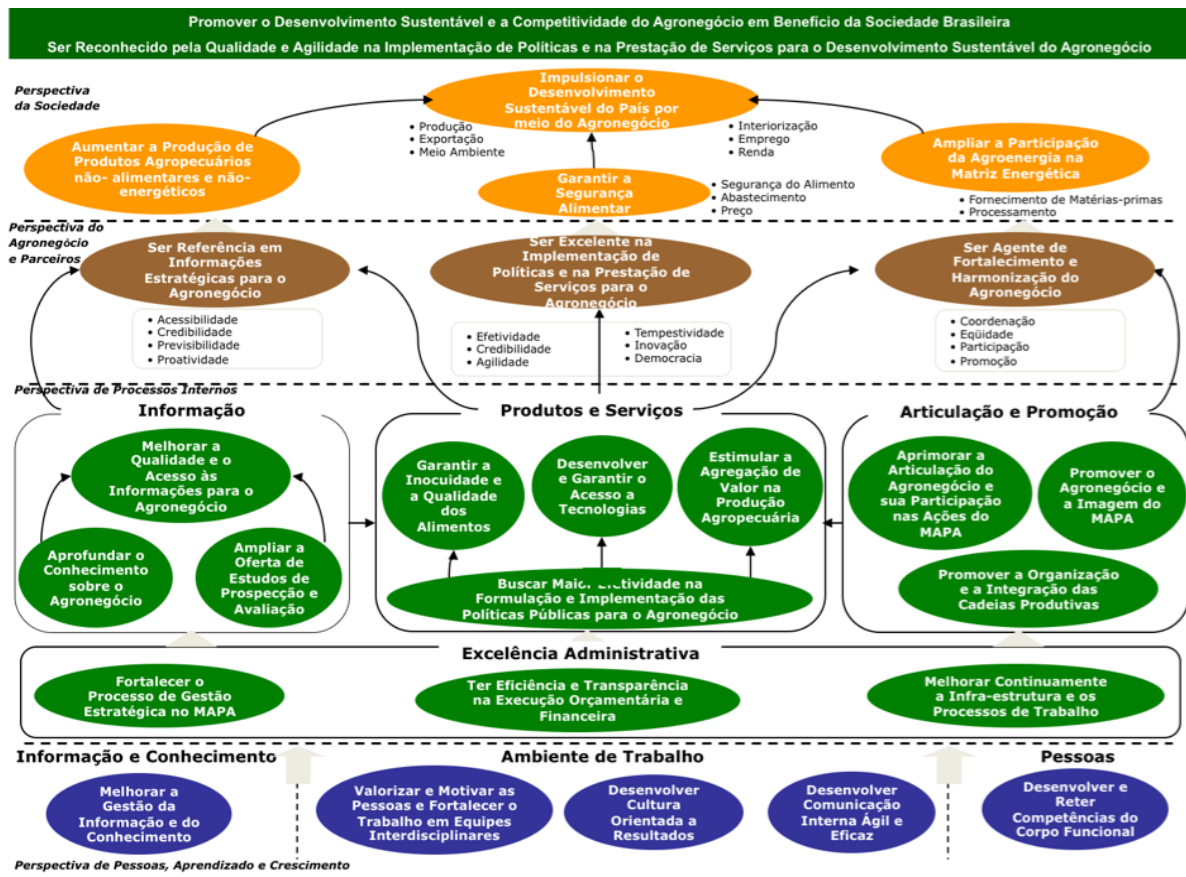 Promover o Desenvolvimento Sustentável e a Competitividade do Agronegócio em Benefício da Sociedade Brasileira
Ser Reconhecido pela Qualidade e Agilidade na Implementação de Políticas e na Prestação de Serviços para o Desenvolvimento Sustentável do Agronegócio
Perspectiva
da Sociedade
Impulsionar o
Desenvolvimento
Sustentável do País por
meio do Agronegócio
• Produção
• Exportação
• Meio Ambiente
• Interiorização
• Emprego
• Renda
Aumentar a Produção de
Produtos Agropecuários
não- alimentares e não-
energéticos
Garantir a
Segurança
Alimentar
• Segurança do Alimento
• Abastecimento
• Preço
Ampliar a Participação
da Agroenergia na
Matriz Energética
• Fornecimento de Matérias-primas
• Processamento
Perspectiva do
Agronegócio
e Parceiros
Ser Referência em
Informações
Estratégicas para o
Agronegócio
• Acessibilidade
• Credibilidade
• Previsibilidade
• Proatividade
Ser Excelente na
Implementação de
Políticas e na Prestação de
Serviços para o
Agronegócio
• Efetividade
• Credibilidade
• Agilidade
• Tempestividade
• Inovação
• Democracia
Ser Agente de
Fortalecimento e
Harmonização do
Agronegócio
• Coordenação
• Eqüidade
• Participação
• Promoção
Perspectiva de Processos Internos
Informação
Melhorar a
Qualidade e o
Acesso às
Informações para o
Agronegócio
Aprofundar o
Conhecimento
sobre o
Agronegócio
Ampliar a
Oferta de
Estudos de
Prospecção e
Avaliação
Produtos e Serviços
Garantir a
Inocuidade e
a Qualidade
dos
Alimentos
Desenvolver
e Garantir o
Acesso a
Tecnologias
Estimular a
Agregação de
Valor na
Produção
Agropecuária
Buscar Maior Efetividade na
Formulação e Implementação das
Políticas Públicas para o Agronegócio
Articulação e Promoção
Aprimorar a
Articulação do
Agronegócio e
sua Participação
nas Ações do
MAPA
Promover o
Agronegócio e
a Imagem do
MAPA
Promover a Organização
e a Integração das
Cadeias Produtivas
Excelência Administrativa
Fortalecer o
Processo de Gestão
Estratégica no MAPA
Ter Eficiência e Transparência
na Execução Orçamentária e
Financeira
Melhorar Continuamente
a Infra-estrutura e os
Processos de Trabalho
Informação e Conhecimento
Ambiente de Trabalho
Pessoas
Melhorar a
Gestão da
Informação e do
Conhecimento
Valorizar e Motivar as
Pessoas e Fortalecer o
Trabalho em Equipes
Interdisciplinares
Desenvolver
Cultura
Orientada a
Resultados
Desenvolver
Comunicação
Interna Ágil e
Eficaz
Desenvolver e
Reter
Competências do
Corpo Funcional
Perspectiva de Pessoas, Aprendizado e Crescimento